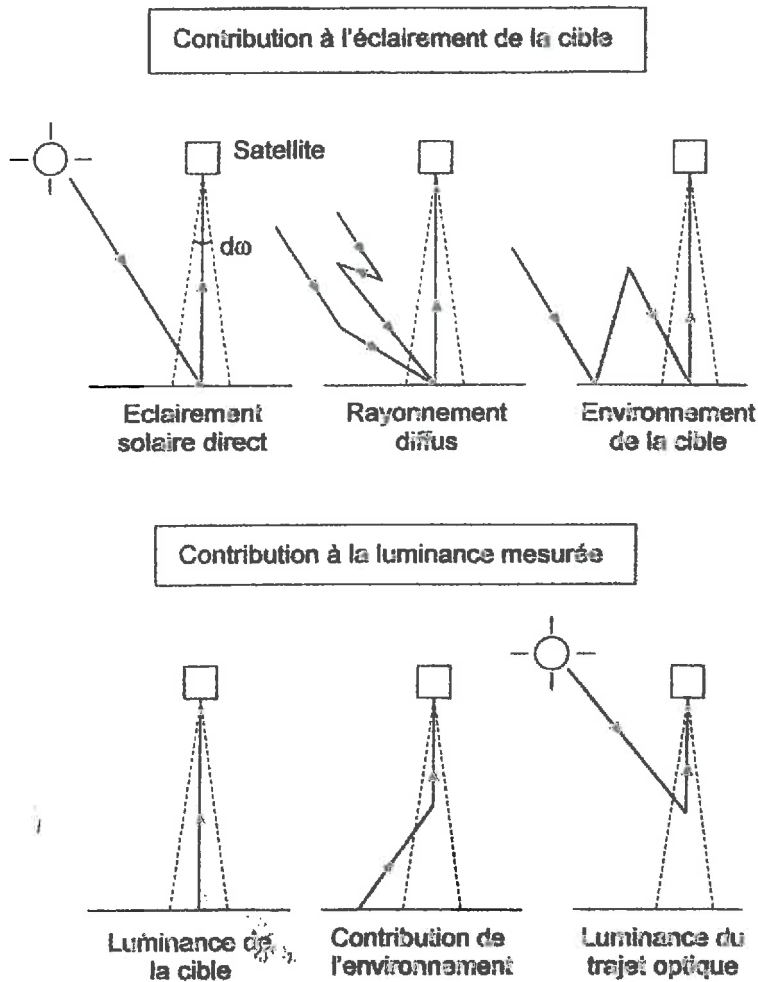 Contribution à l'éclairement de la cible
Satellite
dω
Eclairement
solaire direct
Rayonnement
diffus
Environnement
de la cible
Contribution à la luminance mesurée
Luminance de
la cible
Contribution de
l'environnement
Luminance du
trajet optique